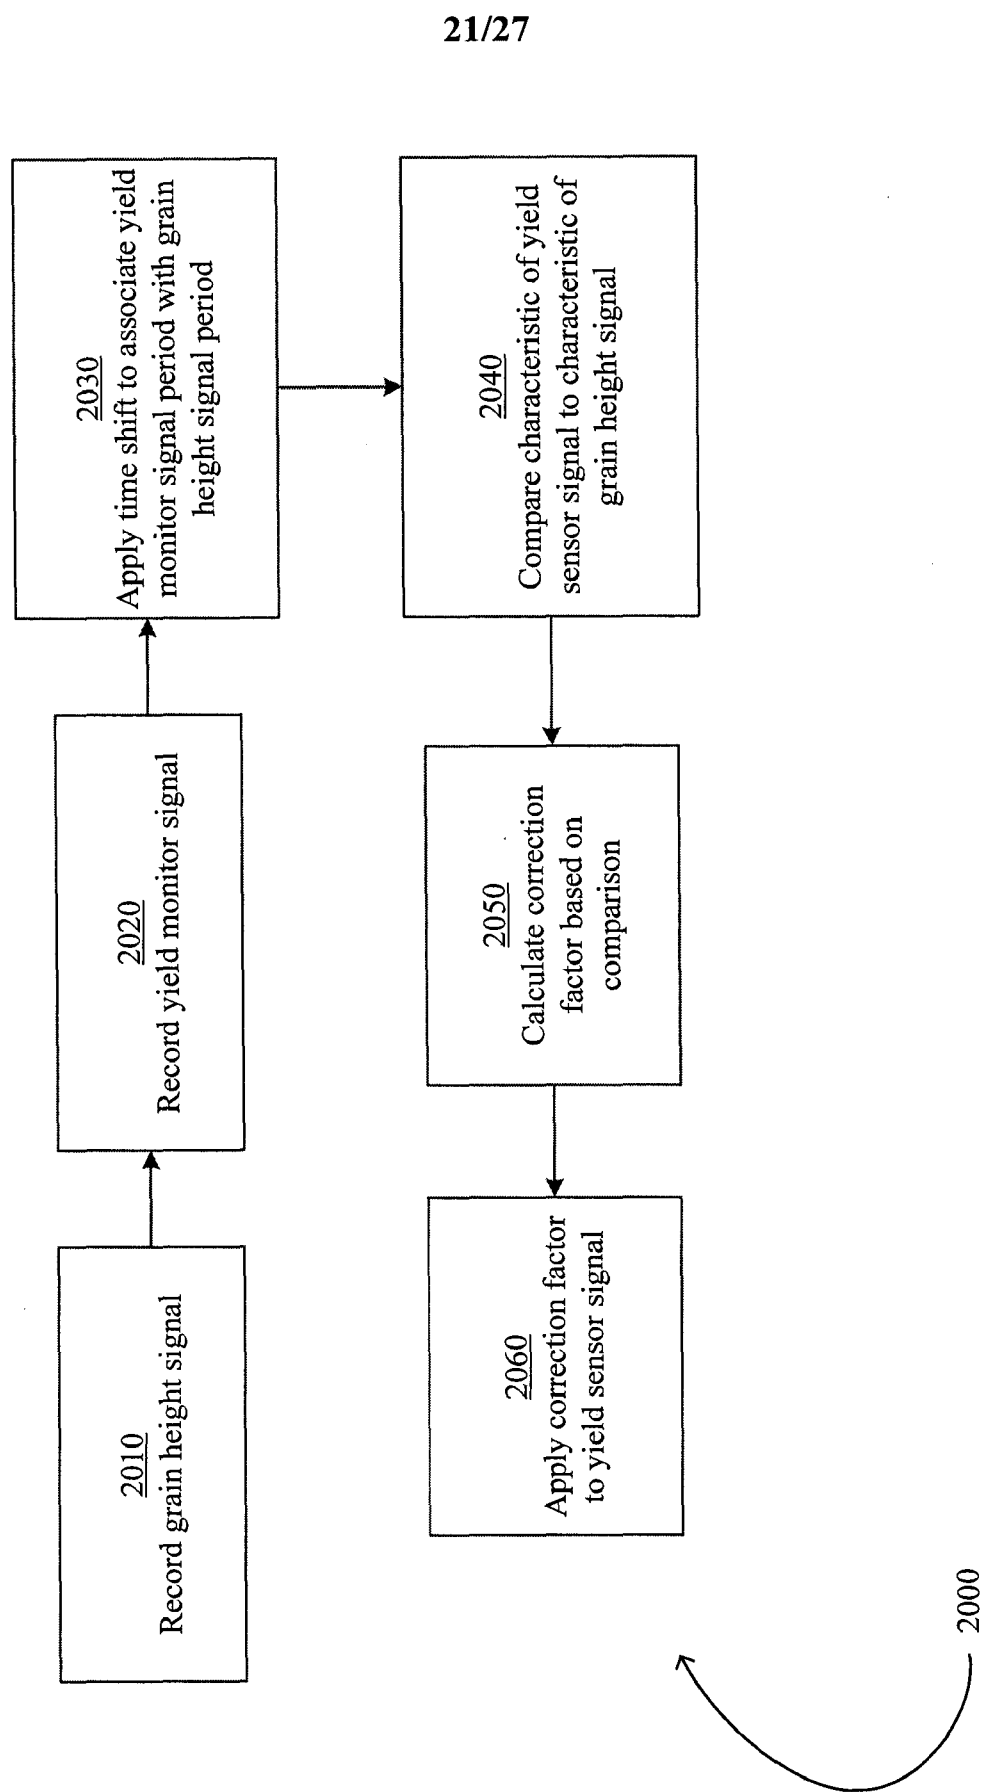 21/27
2010
Record grain height signal
2020
Record yield monitor signal
2030
Apply time shift to associate yield
monitor signal period with grain
height signal period
2040
Compare characteristic of yield
sensor signal to characteristic of
grain height signal
2050
Calculate correction
factor based on
comparison
2060
Apply correction factor
to yield sensor signal
2000